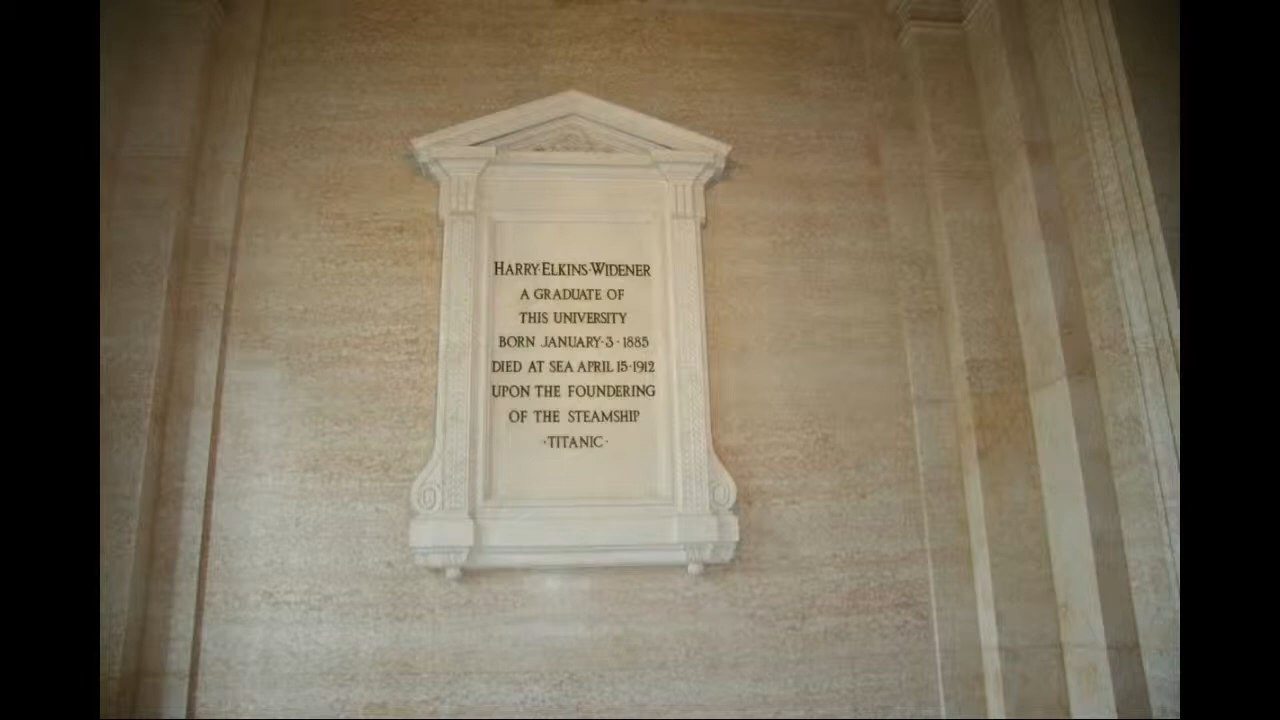 HARRY·ELKINS·WIDENER
A GRADUATE OF
THIS UNIVERSITY
BORN JANUARY·3·1885
DIED AT SEA APRIL 15·1912
UPON THE FOUNDERING
OF THE STEAMSHIP
·TITANIC·